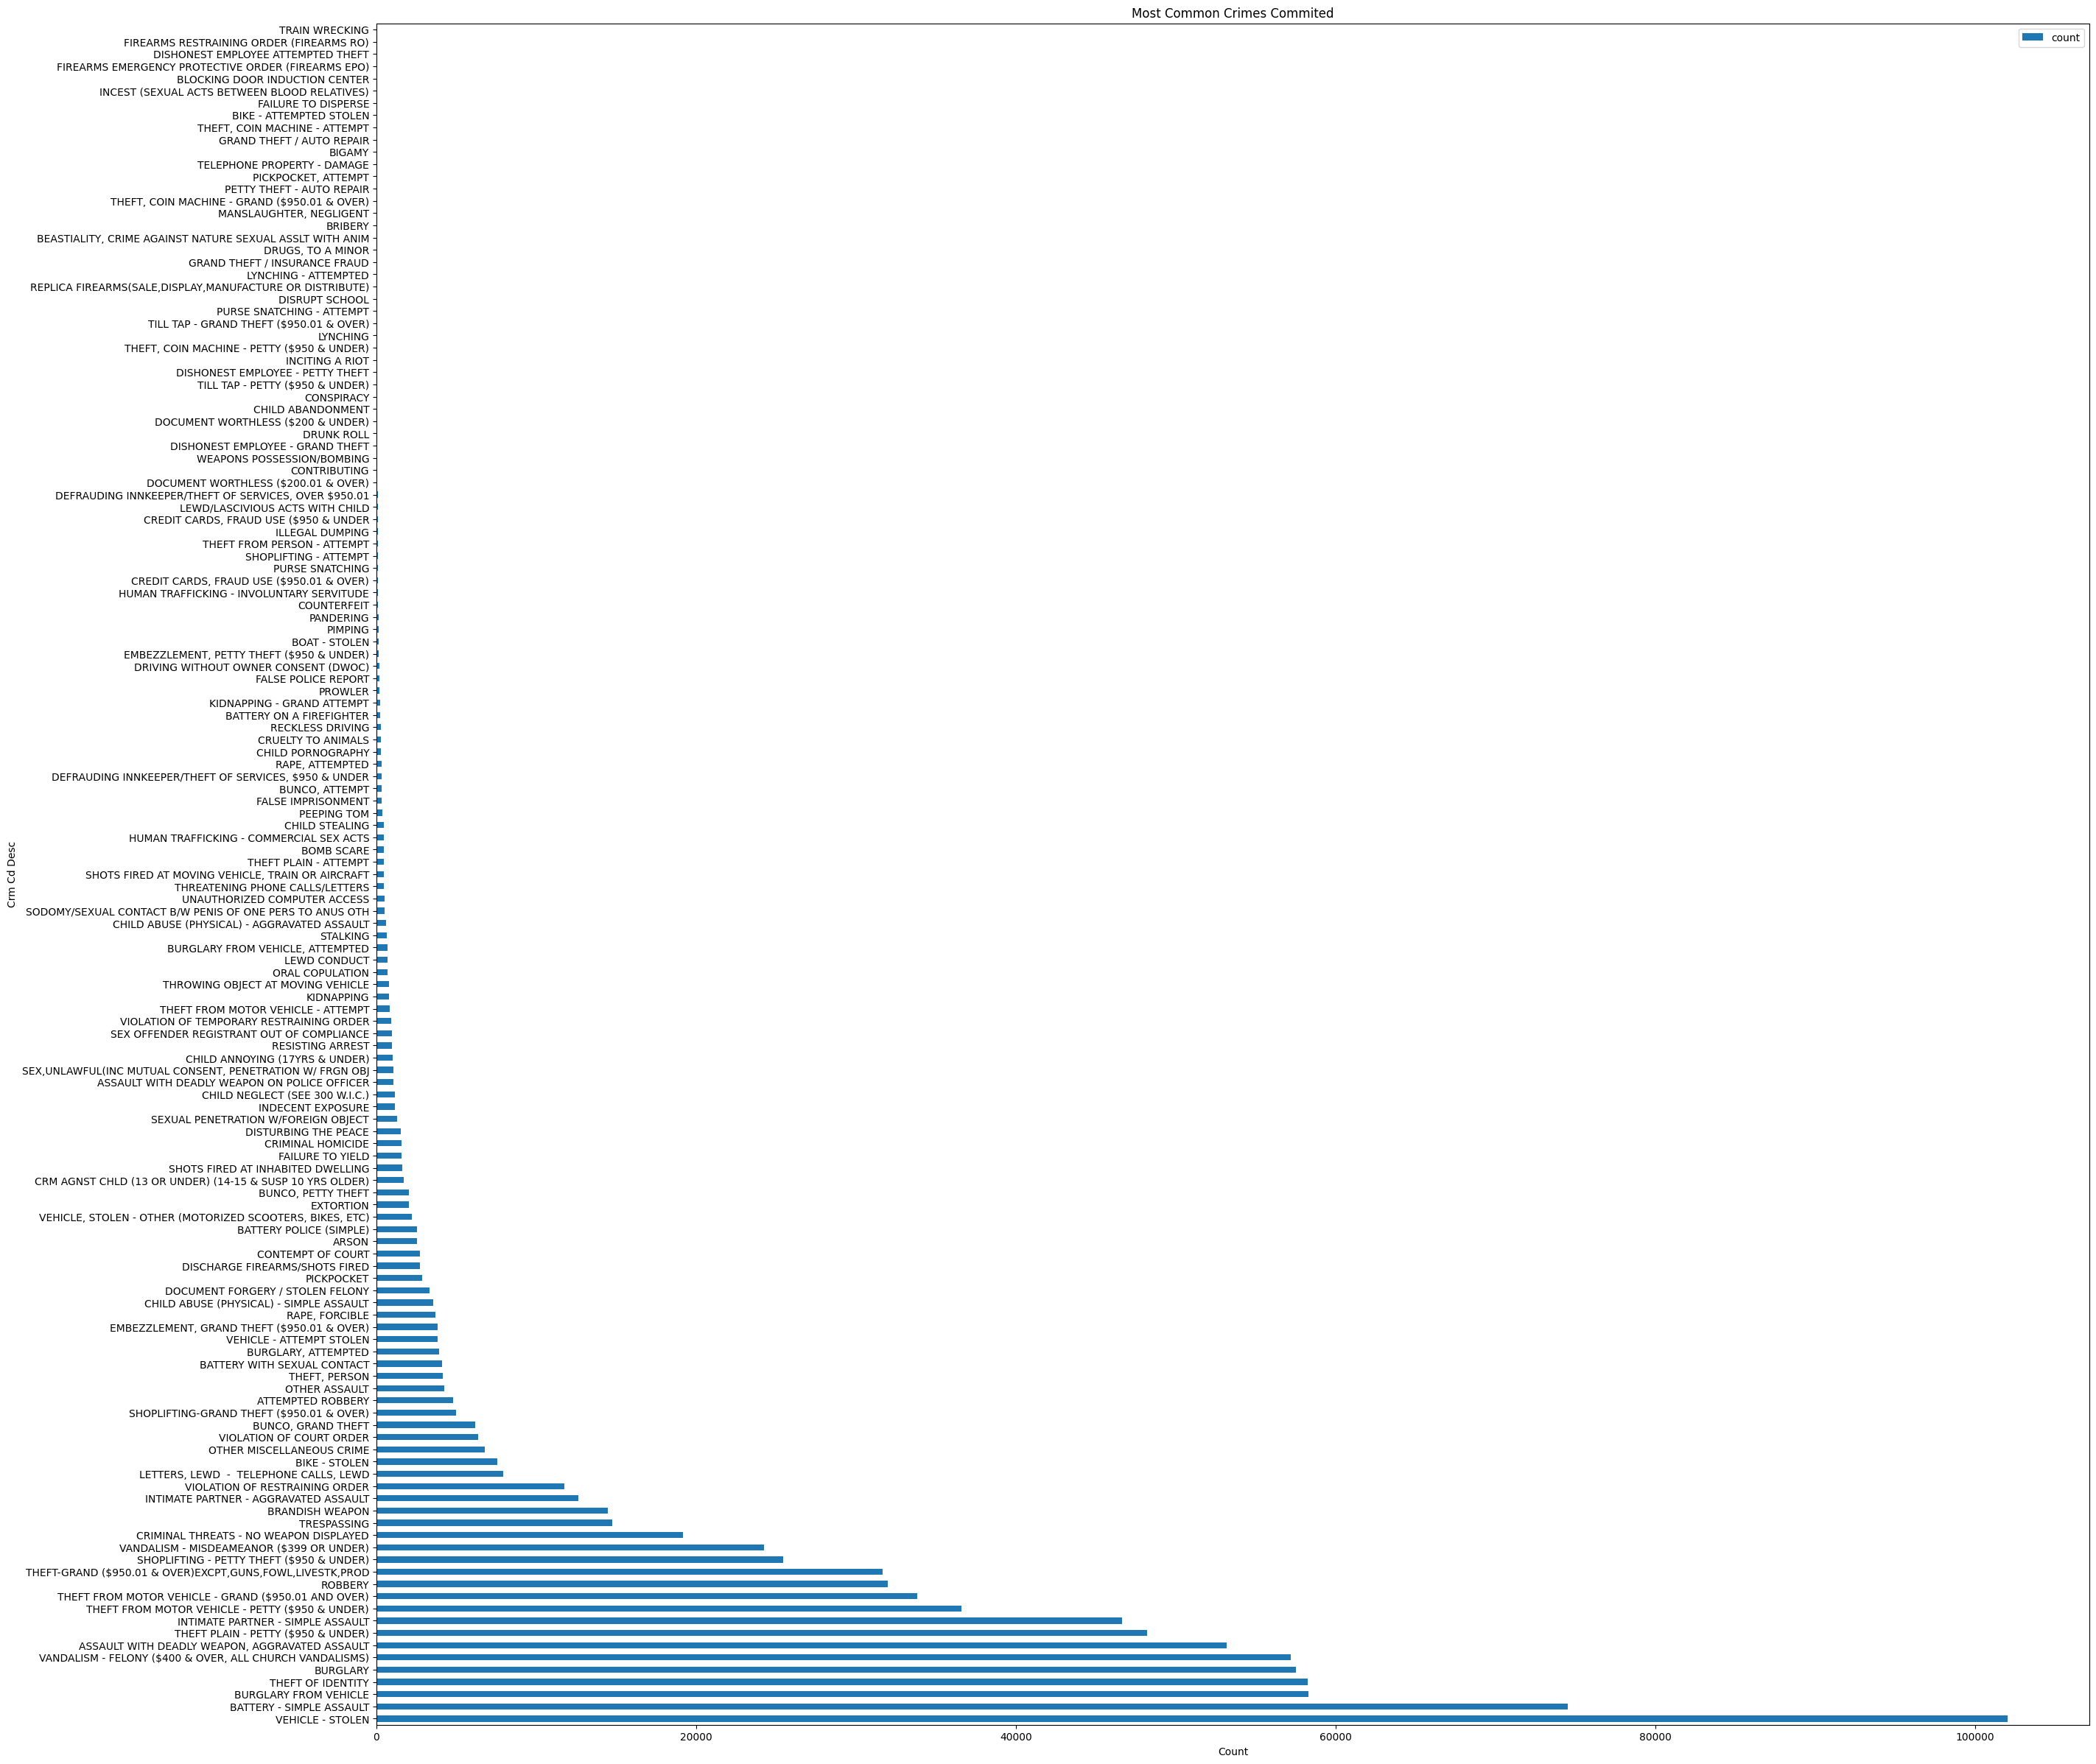 Most Common Crimes Commited
count
TRAIN WRECKING
FIREARMS RESTRAINING ORDER (FIREARMS RO)
DISHONEST EMPLOYEE ATTEMPTED THEFT
FIREARMS EMERGENCY PROTECTIVE ORDER (FIREARMS EPO)
BLOCKING DOOR INDUCTION CENTER
INCEST (SEXUAL ACTS BETWEEN BLOOD RELATIVES)
FAILURE TO DISPERSE
BIKE - ATTEMPTED STOLEN
THEFT, COIN MACHINE - ATTEMPT
GRAND THEFT / AUTO REPAIR
BIGAMY
TELEPHONE PROPERTY - DAMAGE
PICKPOCKET, ATTEMPT
PETTY THEFT - AUTO REPAIR
THEFT, COIN MACHINE - GRAND ($950.01 & OVER)
MANSLAUGHTER, NEGLIGENT
BRIBERY
BEASTIALITY, CRIME AGAINST NATURE SEXUAL ASSLT WITH ANIM
DRUGS, TO A MINOR
GRAND THEFT / INSURANCE FRAUD
LYNCHING - ATTEMPTED
REPLICA FIREARMS(SALE,DISPLAY,MANUFACTURE OR DISTRIBUTE)
DISRUPT SCHOOL
PURSE SNATCHING - ATTEMPT
TILL TAP - GRAND THEFT ($950.01 & OVER)
LYNCHING
THEFT, COIN MACHINE - PETTY ($950 & UNDER)
INCITING A RIOT
DISHONEST EMPLOYEE - PETTY THEFT
TILL TAP - PETTY ($950 & UNDER)
CONSPIRACY
CHILD ABANDONMENT
DOCUMENT WORTHLESS ($200 & UNDER)
DRUNK ROLL
DISHONEST EMPLOYEE - GRAND THEFT
WEAPONS POSSESSION/BOMBING
CONTRIBUTING
DOCUMENT WORTHLESS ($200.01 & OVER)
DEFRAUDING INNKEEPER/THEFT OF SERVICES, OVER $950.01
LEWD/LASCIVIOUS ACTS WITH CHILD
CREDIT CARDS, FRAUD USE ($950 & UNDER
ILLEGAL DUMPING
THEFT FROM PERSON - ATTEMPT
SHOPLIFTING - ATTEMPT
PURSE SNATCHING
CREDIT CARDS, FRAUD USE ($950.01 & OVER)
HUMAN TRAFFICKING - INVOLUNTARY SERVITUDE
COUNTERFEIT
PANDERING
PIMPING
BOAT - STOLEN
EMBEZZLEMENT, PETTY THEFT ($950 & UNDER)
DRIVING WITHOUT OWNER CONSENT (DWOC)
FALSE POLICE REPORT
PROWLER
KIDNAPPING - GRAND ATTEMPT
BATTERY ON A FIREFIGHTER
RECKLESS DRIVING
CRUELTY TO ANIMALS
CHILD PORNOGRAPHY
RAPE, ATTEMPTED
DEFRAUDING INNKEEPER/THEFT OF SERVICES, $950 & UNDER
BUNCO, ATTEMPT
FALSE IMPRISONMENT
PEEPING TOM
CHILD STEALING
HUMAN TRAFFICKING - COMMERCIAL SEX ACTS
BOMB SCARE
THEFT PLAIN - ATTEMPT
SHOTS FIRED AT MOVING VEHICLE, TRAIN OR AIRCRAFT
THREATENING PHONE CALLS/LETTERS
UNAUTHORIZED COMPUTER ACCESS
SODOMY/SEXUAL CONTACT B/W PENIS OF ONE PERS TO ANUS OTH
CHILD ABUSE (PHYSICAL) - AGGRAVATED ASSAULT
STALKING
BURGLARY FROM VEHICLE, ATTEMPTED
LEWD CONDUCT
ORAL COPULATION
THROWING OBJECT AT MOVING VEHICLE
KIDNAPPING
THEFT FROM MOTOR VEHICLE - ATTEMPT
VIOLATION OF TEMPORARY RESTRAINING ORDER
SEX OFFENDER REGISTRANT OUT OF COMPLIANCE
RESISTING ARREST
CHILD ANNOYING (17YRS & UNDER)
SEX,UNLAWFUL(INC MUTUAL CONSENT, PENETRATION W/ FRGN OBJ
ASSAULT WITH DEADLY WEAPON ON POLICE OFFICER
CHILD NEGLECT (SEE 300 W.I.C.)
INDECENT EXPOSURE
SEXUAL PENETRATION W/FOREIGN OBJECT
DISTURBING THE PEACE
CRIMINAL HOMICIDE
FAILURE TO YIELD
SHOTS FIRED AT INHABITED DWELLING
CRM AGNST CHLD (13 OR UNDER) (14-15 & SUSP 10 YRS OLDER)
BUNCO, PETTY THEFT
EXTORTION
VEHICLE, STOLEN - OTHER (MOTORIZED SCOOTERS, BIKES, ETC)
BATTERY POLICE (SIMPLE)
ARSON
CONTEMPT OF COURT
DISCHARGE FIREARMS/SHOTS FIRED
PICKPOCKET
DOCUMENT FORGERY / STOLEN FELONY
CHILD ABUSE (PHYSICAL) - SIMPLE ASSAULT
RAPE, FORCIBLE
EMBEZZLEMENT, GRAND THEFT ($950.01 & OVER)
VEHICLE - ATTEMPT STOLEN
BURGLARY, ATTEMPTED
BATTERY WITH SEXUAL CONTACT
THEFT, PERSON
OTHER ASSAULT
ATTEMPTED ROBBERY
SHOPLIFTING-GRAND THEFT ($950.01 & OVER)
BUNCO, GRAND THEFT
VIOLATION OF COURT ORDER
OTHER MISCELLANEOUS CRIME
BIKE - STOLEN
LETTERS, LEWD  -  TELEPHONE CALLS, LEWD
VIOLATION OF RESTRAINING ORDER
INTIMATE PARTNER - AGGRAVATED ASSAULT
BRANDISH WEAPON
TRESPASSING
CRIMINAL THREATS - NO WEAPON DISPLAYED
VANDALISM - MISDEAMEANOR ($399 OR UNDER)
SHOPLIFTING - PETTY THEFT ($950 & UNDER)
THEFT-GRAND ($950.01 & OVER)EXCPT,GUNS,FOWL,LIVESTK,PROD
ROBBERY
THEFT FROM MOTOR VEHICLE - GRAND ($950.01 AND OVER)
THEFT FROM MOTOR VEHICLE - PETTY ($950 & UNDER)
INTIMATE PARTNER - SIMPLE ASSAULT
THEFT PLAIN - PETTY ($950 & UNDER)
ASSAULT WITH DEADLY WEAPON, AGGRAVATED ASSAULT
VANDALISM - FELONY ($400 & OVER, ALL CHURCH VANDALISMS)
BURGLARY
THEFT OF IDENTITY
BURGLARY FROM VEHICLE
BATTERY - SIMPLE ASSAULT
VEHICLE - STOLEN
Crm Cd Desc
0 20000 40000 60000 80000 100000
Count